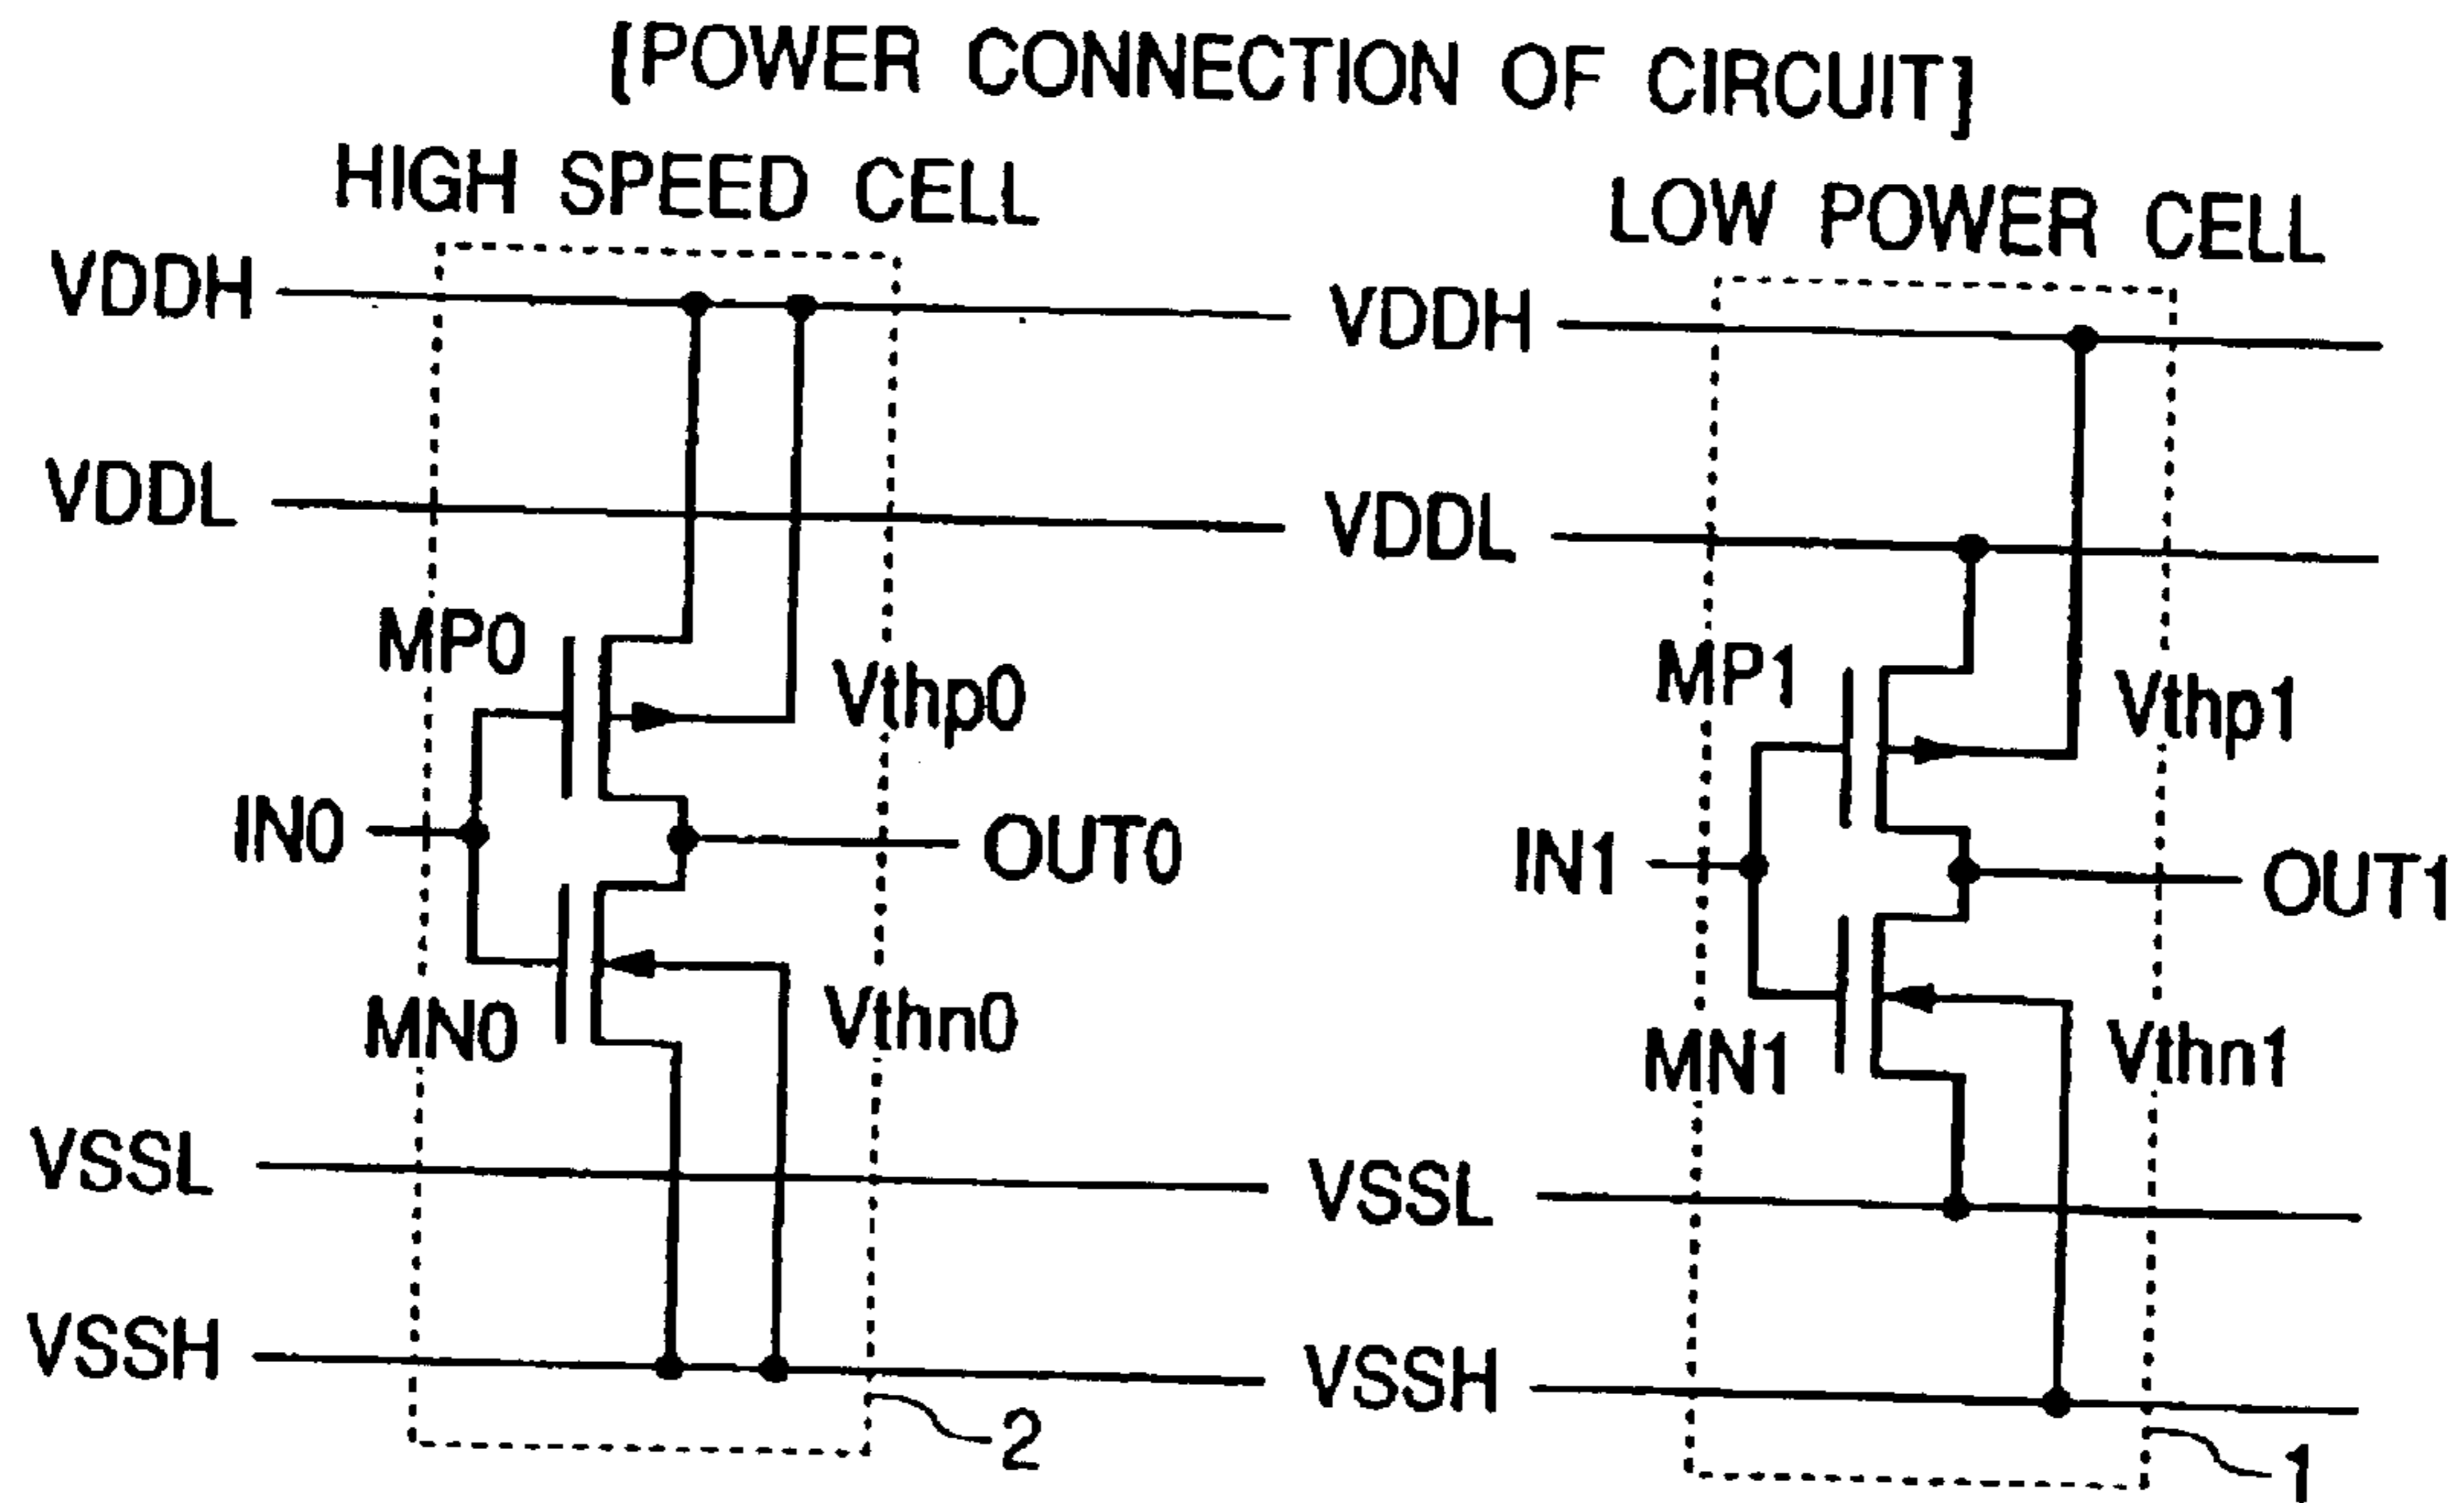 [POWER CONNECTION OF CIRCUIT]
HIGH SPEED CELL
VDDH
VDDL
MP0
Vthp0
IN0
OUT0
MN0
Vthn0
VSSL
VSSH
2
LOW POWER CELL
VDDH
VDDL
MP1
Vthp1
IN1
OUT1
MN1
Vthn1
VSSL
VSSH
1